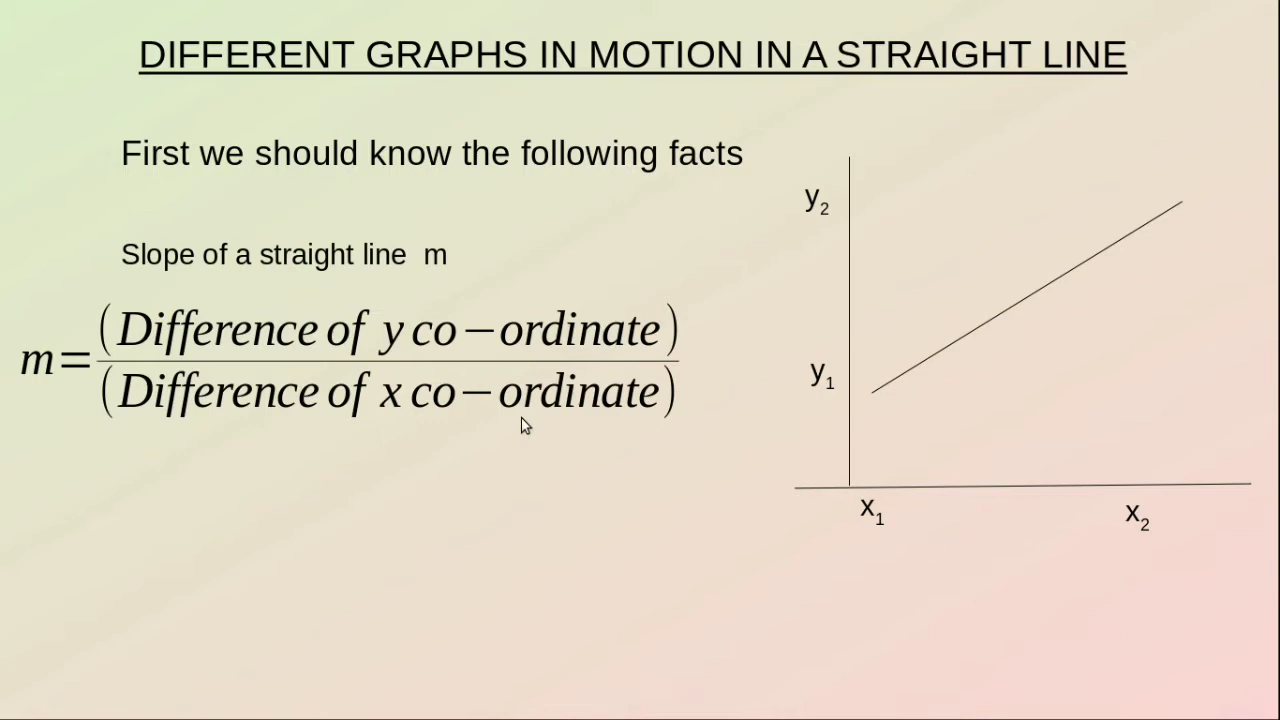 DIFFERENT GRAPHS IN MOTION IN A STRAIGHT LINE
First we should know the following facts
Slope of a straight line m
m=(Difference of y co−ordinate)/(Difference of x co−ordinate)
y₂
y₁
x₁
x₂